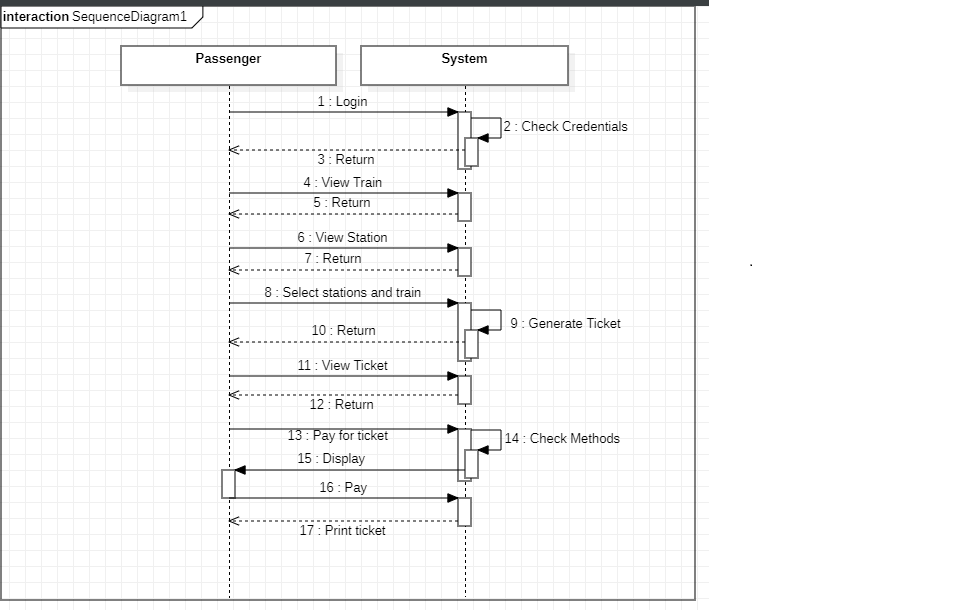 interaction SequenceDiagram1
Passenger
System
1 : Login
2 : Check Credentials
3 : Return
4 : View Train
5 : Return
6 : View Station
7 : Return
8 : Select stations and train
9 : Generate Ticket
10 : Return
11 : View Ticket
12 : Return
13 : Pay for ticket
14 : Check Methods
15 : Display
16 : Pay
17 : Print ticket